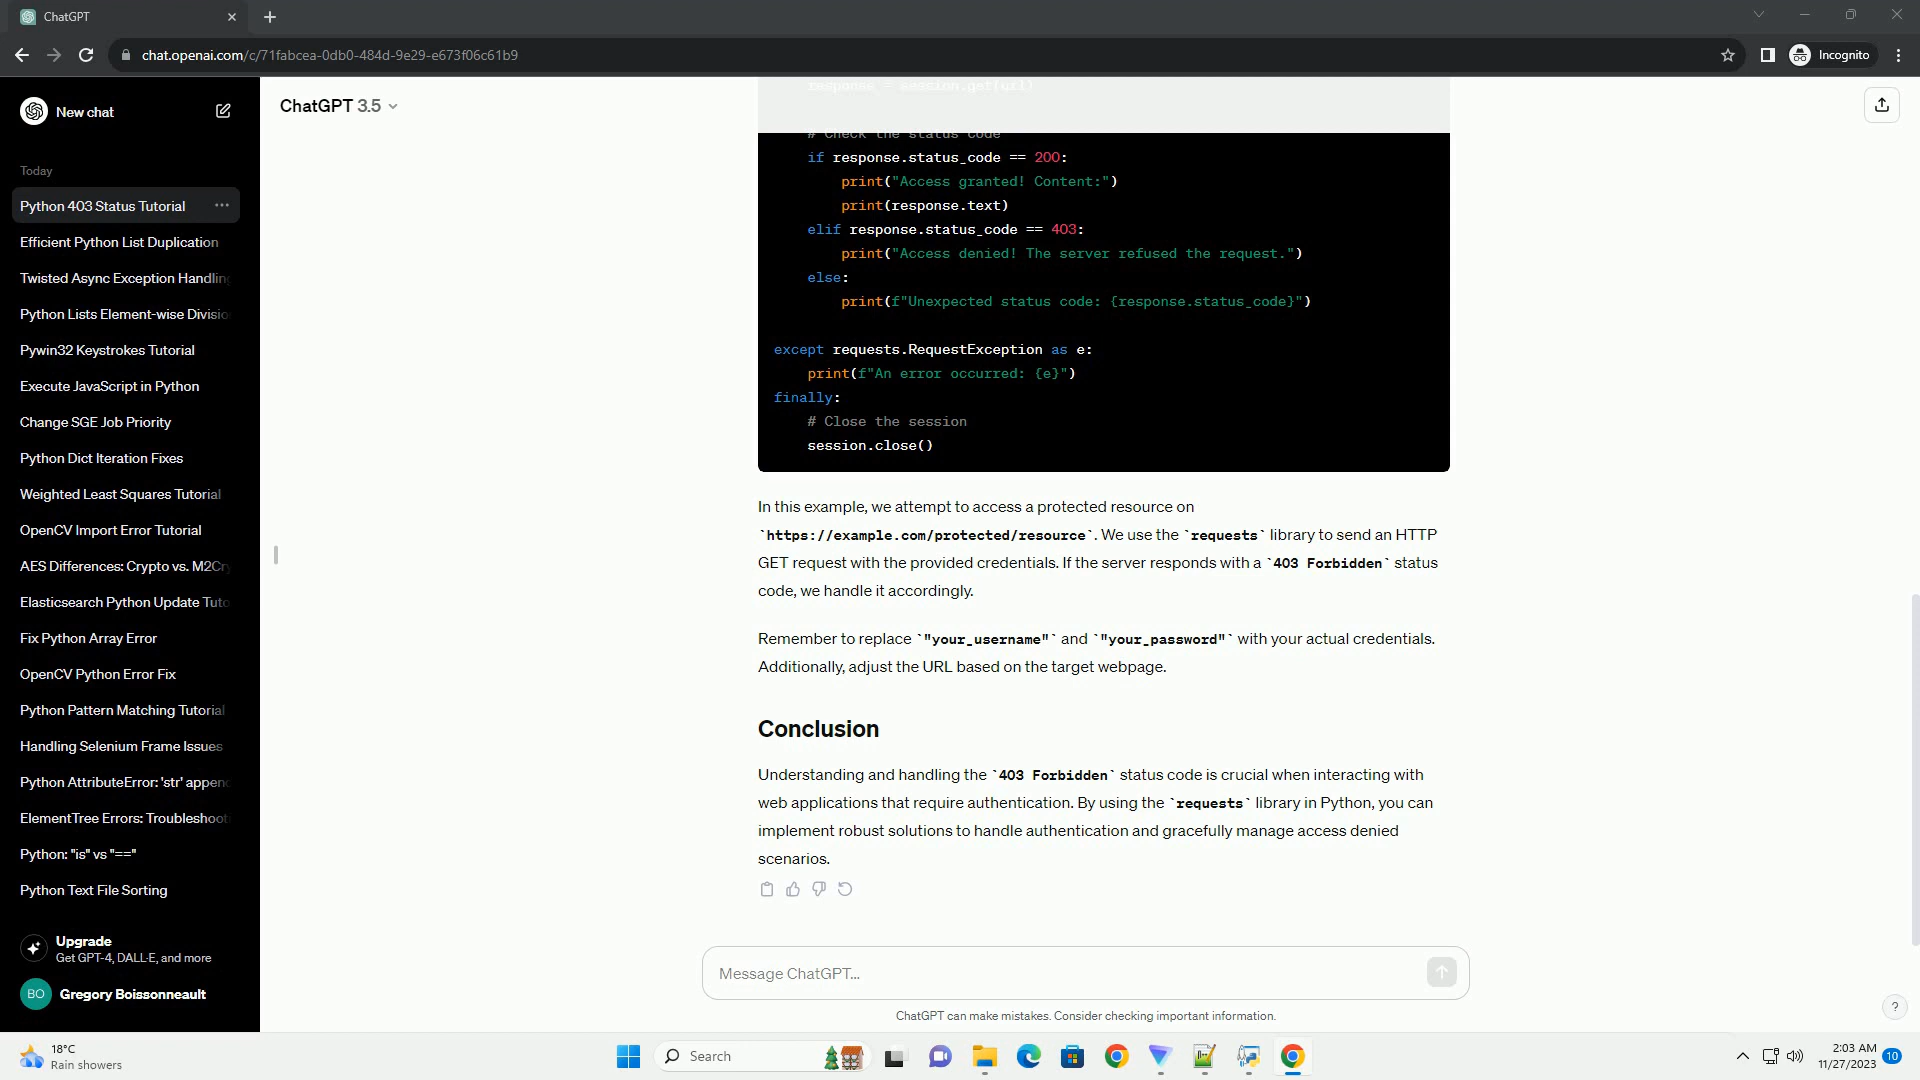 ChatGPT
chat.openai.com/c/71fabcea-0db0-484d-9e29-e673f06c61b9
Incognito
New chat
Today
Python 403 Status Tutorial
Efficient Python List Duplication
Twisted Async Exception Handling
Python Lists Element-wise Divisio
Pywin32 Keystrokes Tutorial
Execute JavaScript in Python
Change SGE Job Priority
Python Dict Iteration Fixes
Weighted Least Squares Tutorial
OpenCV Import Error Tutorial
AES Differences: Crypto vs. M2Cry
Elasticsearch Python Update Tuto
Fix Python Array Error
OpenCV Python Error Fix
Python Pattern Matching Tutorial
Handling Selenium Frame Issues
Python AttributeError: 'str' appen
ElementTree Errors: Troubleshoot
Python: "is" vs "=="
Python Text File Sorting
Upgrade
Get GPT-4, DALL·E, and more
BO
Gregory Boissonneault
ChatGPT 3.5
response = session.get(url)
# Check the status code
if response.status_code == 200:
print("Access granted! Content:")
print(response.text)
elif response.status_code == 403:
print("Access denied! The server refused the request.")
else:
print(f"Unexpected status code: {response.status_code}")
except requests.RequestException as e:
print(f"An error occurred: {e}")
finally:
# Close the session
session.close()
In this example, we attempt to access a protected resource on
`https://example.com/protected/resource`. We use the `requests` library to send an HTTP
GET request with the provided credentials. If the server responds with a `403 Forbidden` status
code, we handle it accordingly.
Remember to replace `"your_username"` and `"your_password"` with your actual credentials.
Additionally, adjust the URL based on the target webpage.
Conclusion
Understanding and handling the `403 Forbidden` status code is crucial when interacting with
web applications that require authentication. By using the `requests` library in Python, you can
implement robust solutions to handle authentication and gracefully manage access denied
scenarios.
Message ChatGPT...
ChatGPT can make mistakes. Consider checking important information.
?
18°C
Rain showers
Search
2:03 AM
11/27/2023
10